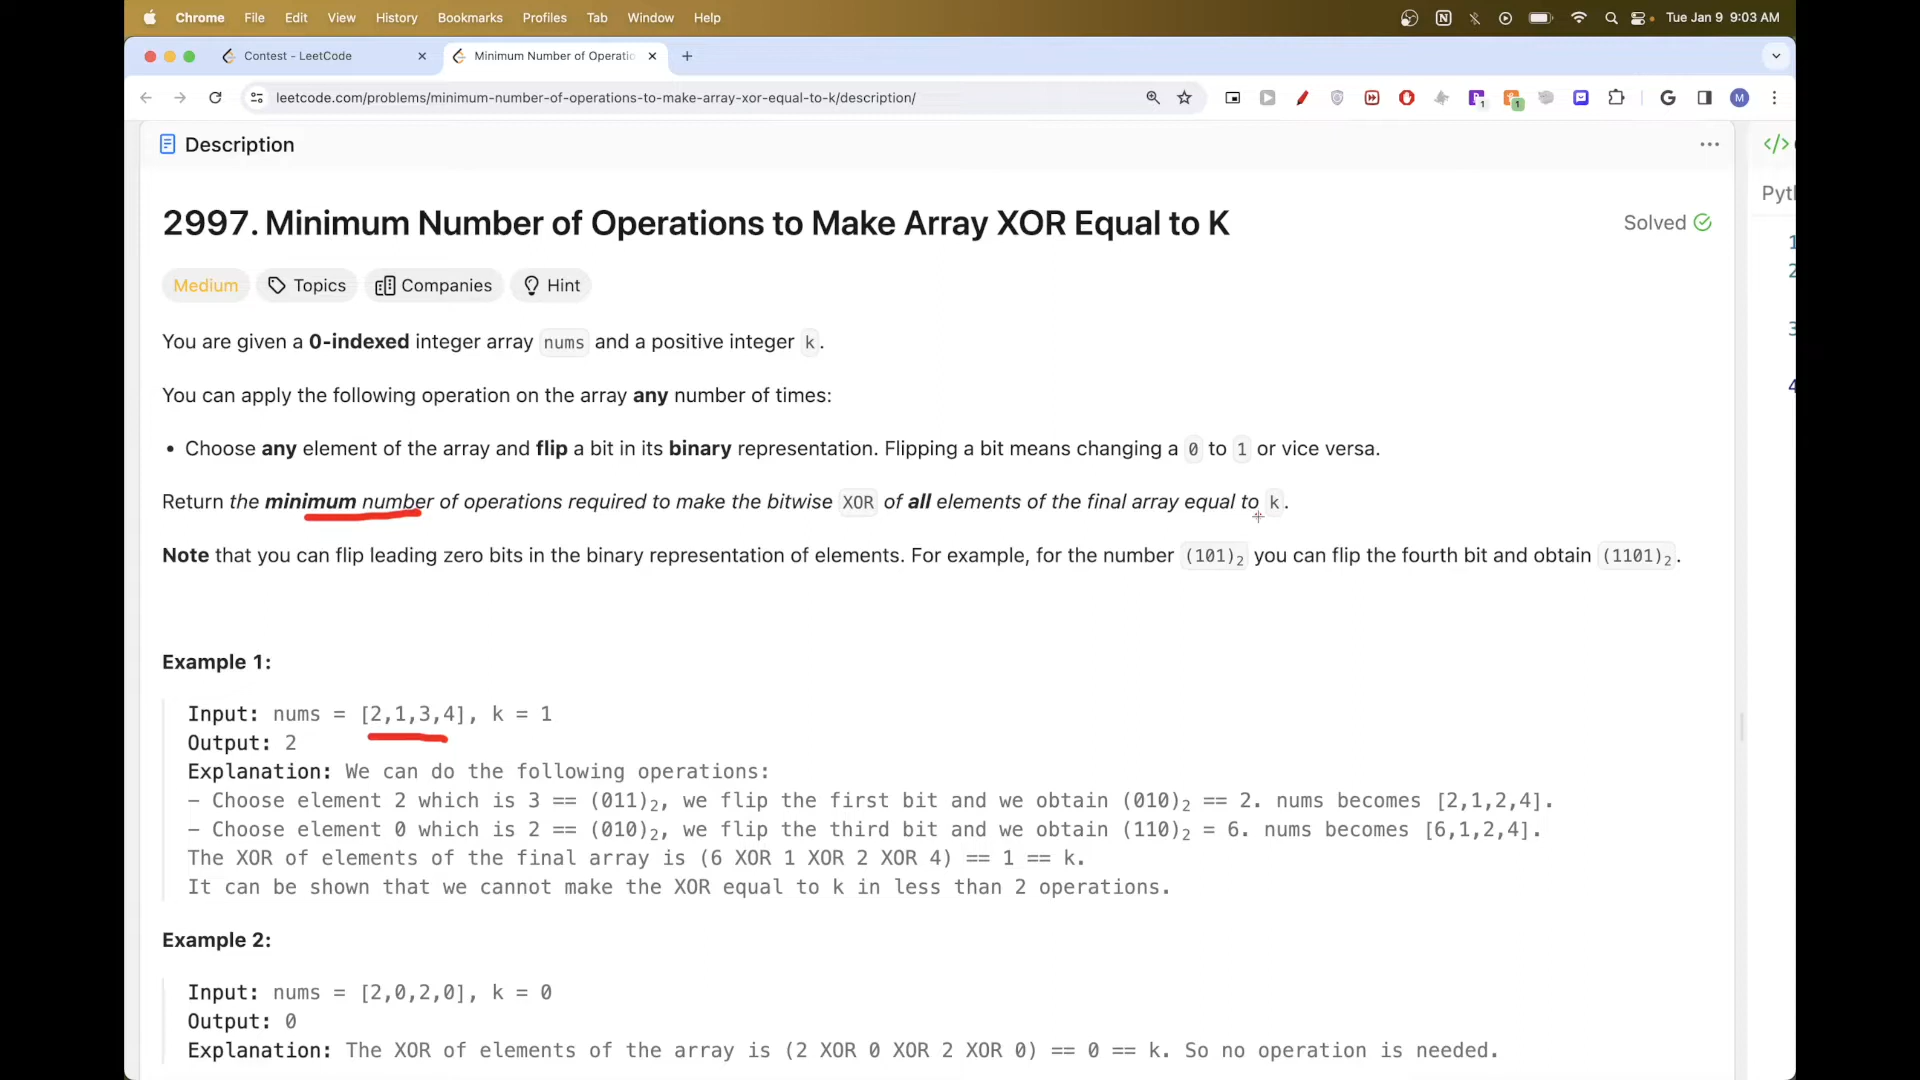 Chrome File Edit View History Bookmarks Profiles Tab Window Help Tue Jan 9 9:03 AM
Contest - LeetCode Minimum Number of Operatio
leetcode.com/problems/minimum-number-of-operations-to-make-array-xor-equal-to-k/description/
Description
2997. Minimum Number of Operations to Make Array XOR Equal to K
Solved
Medium Topics Companies Hint
You are given a 0-indexed integer array nums and a positive integer k.
You can apply the following operation on the array any number of times:
• Choose any element of the array and flip a bit in its binary representation. Flipping a bit means changing a 0 to 1 or vice versa.
Return the minimum number of operations required to make the bitwise XOR of all elements of the final array equal to k.
Note that you can flip leading zero bits in the binary representation of elements. For example, for the number (101)₂ you can flip the fourth bit and obtain (1101)₂.
Example 1:
Input: nums = [2,1,3,4], k = 1
Output: 2
Explanation: We can do the following operations:
– Choose element 2 which is 3 == (011)₂, we flip the first bit and we obtain (010)₂ == 2. nums becomes [2,1,2,4].
– Choose element 0 which is 2 == (010)₂, we flip the third bit and we obtain (110)₂ = 6. nums becomes [6,1,2,4].
The XOR of elements of the final array is (6 XOR 1 XOR 2 XOR 4) == 1 == k.
It can be shown that we cannot make the XOR equal to k in less than 2 operations.
Example 2:
Input: nums = [2,0,2,0], k = 0
Output: 0
Explanation: The XOR of elements of the array is (2 XOR 0 XOR 2 XOR 0) == 0 == k. So no operation is needed.